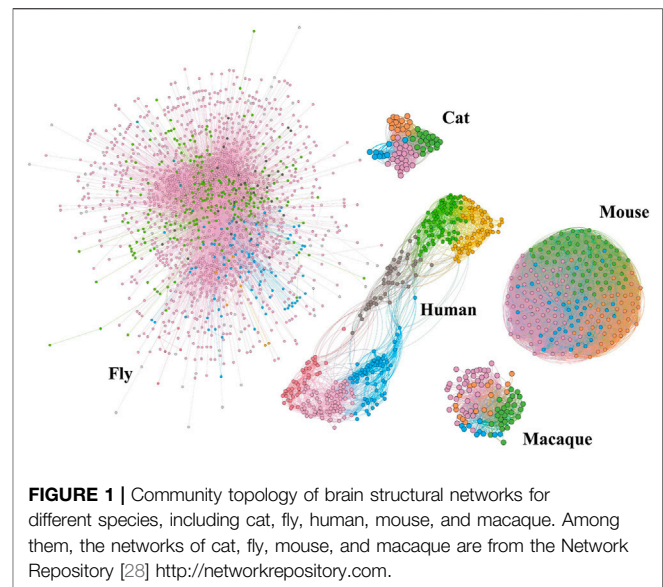 Cat
Mouse
Human
Fly
Macaque
FIGURE 1 | Community topology of brain structural networks for
different species, including cat, fly, human, mouse, and macaque. Among
them, the networks of cat, fly, mouse, and macaque are from the Network
Repository [28] http://networkrepository.com.